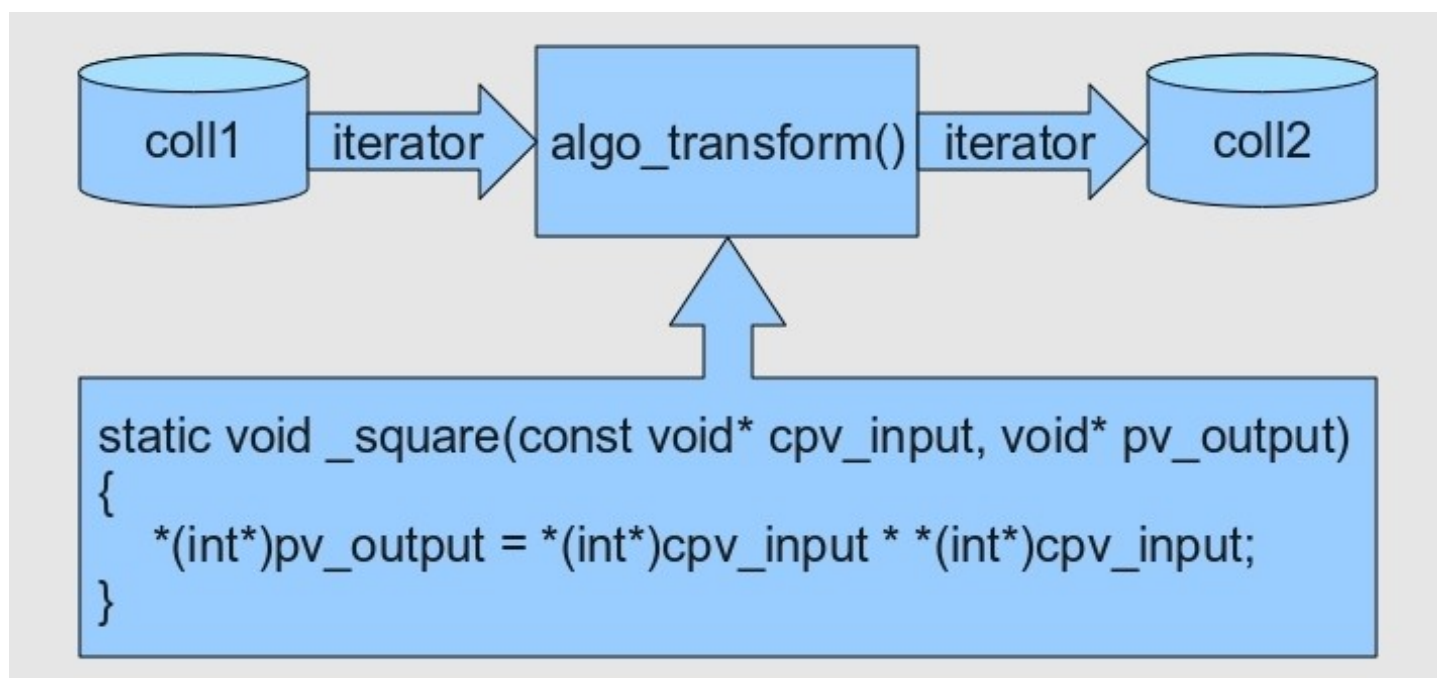 coll1 iterator algo_transform() iterator coll2
static void _square(const void* cpv_input, void* pv_output)
{
*(int*)pv_output = *(int*)cpv_input * *(int*)cpv_input;
}